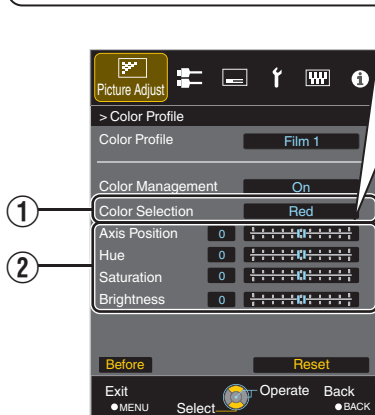 Picture Adjust
> Color Profile
Color Profile Film 1
Color Management On
① Color Selection Red
② Axis Position 0
Hue 0
Saturation 0
Brightness 0
Before Reset
Exit Operate Back
●MENU Select ●BACK